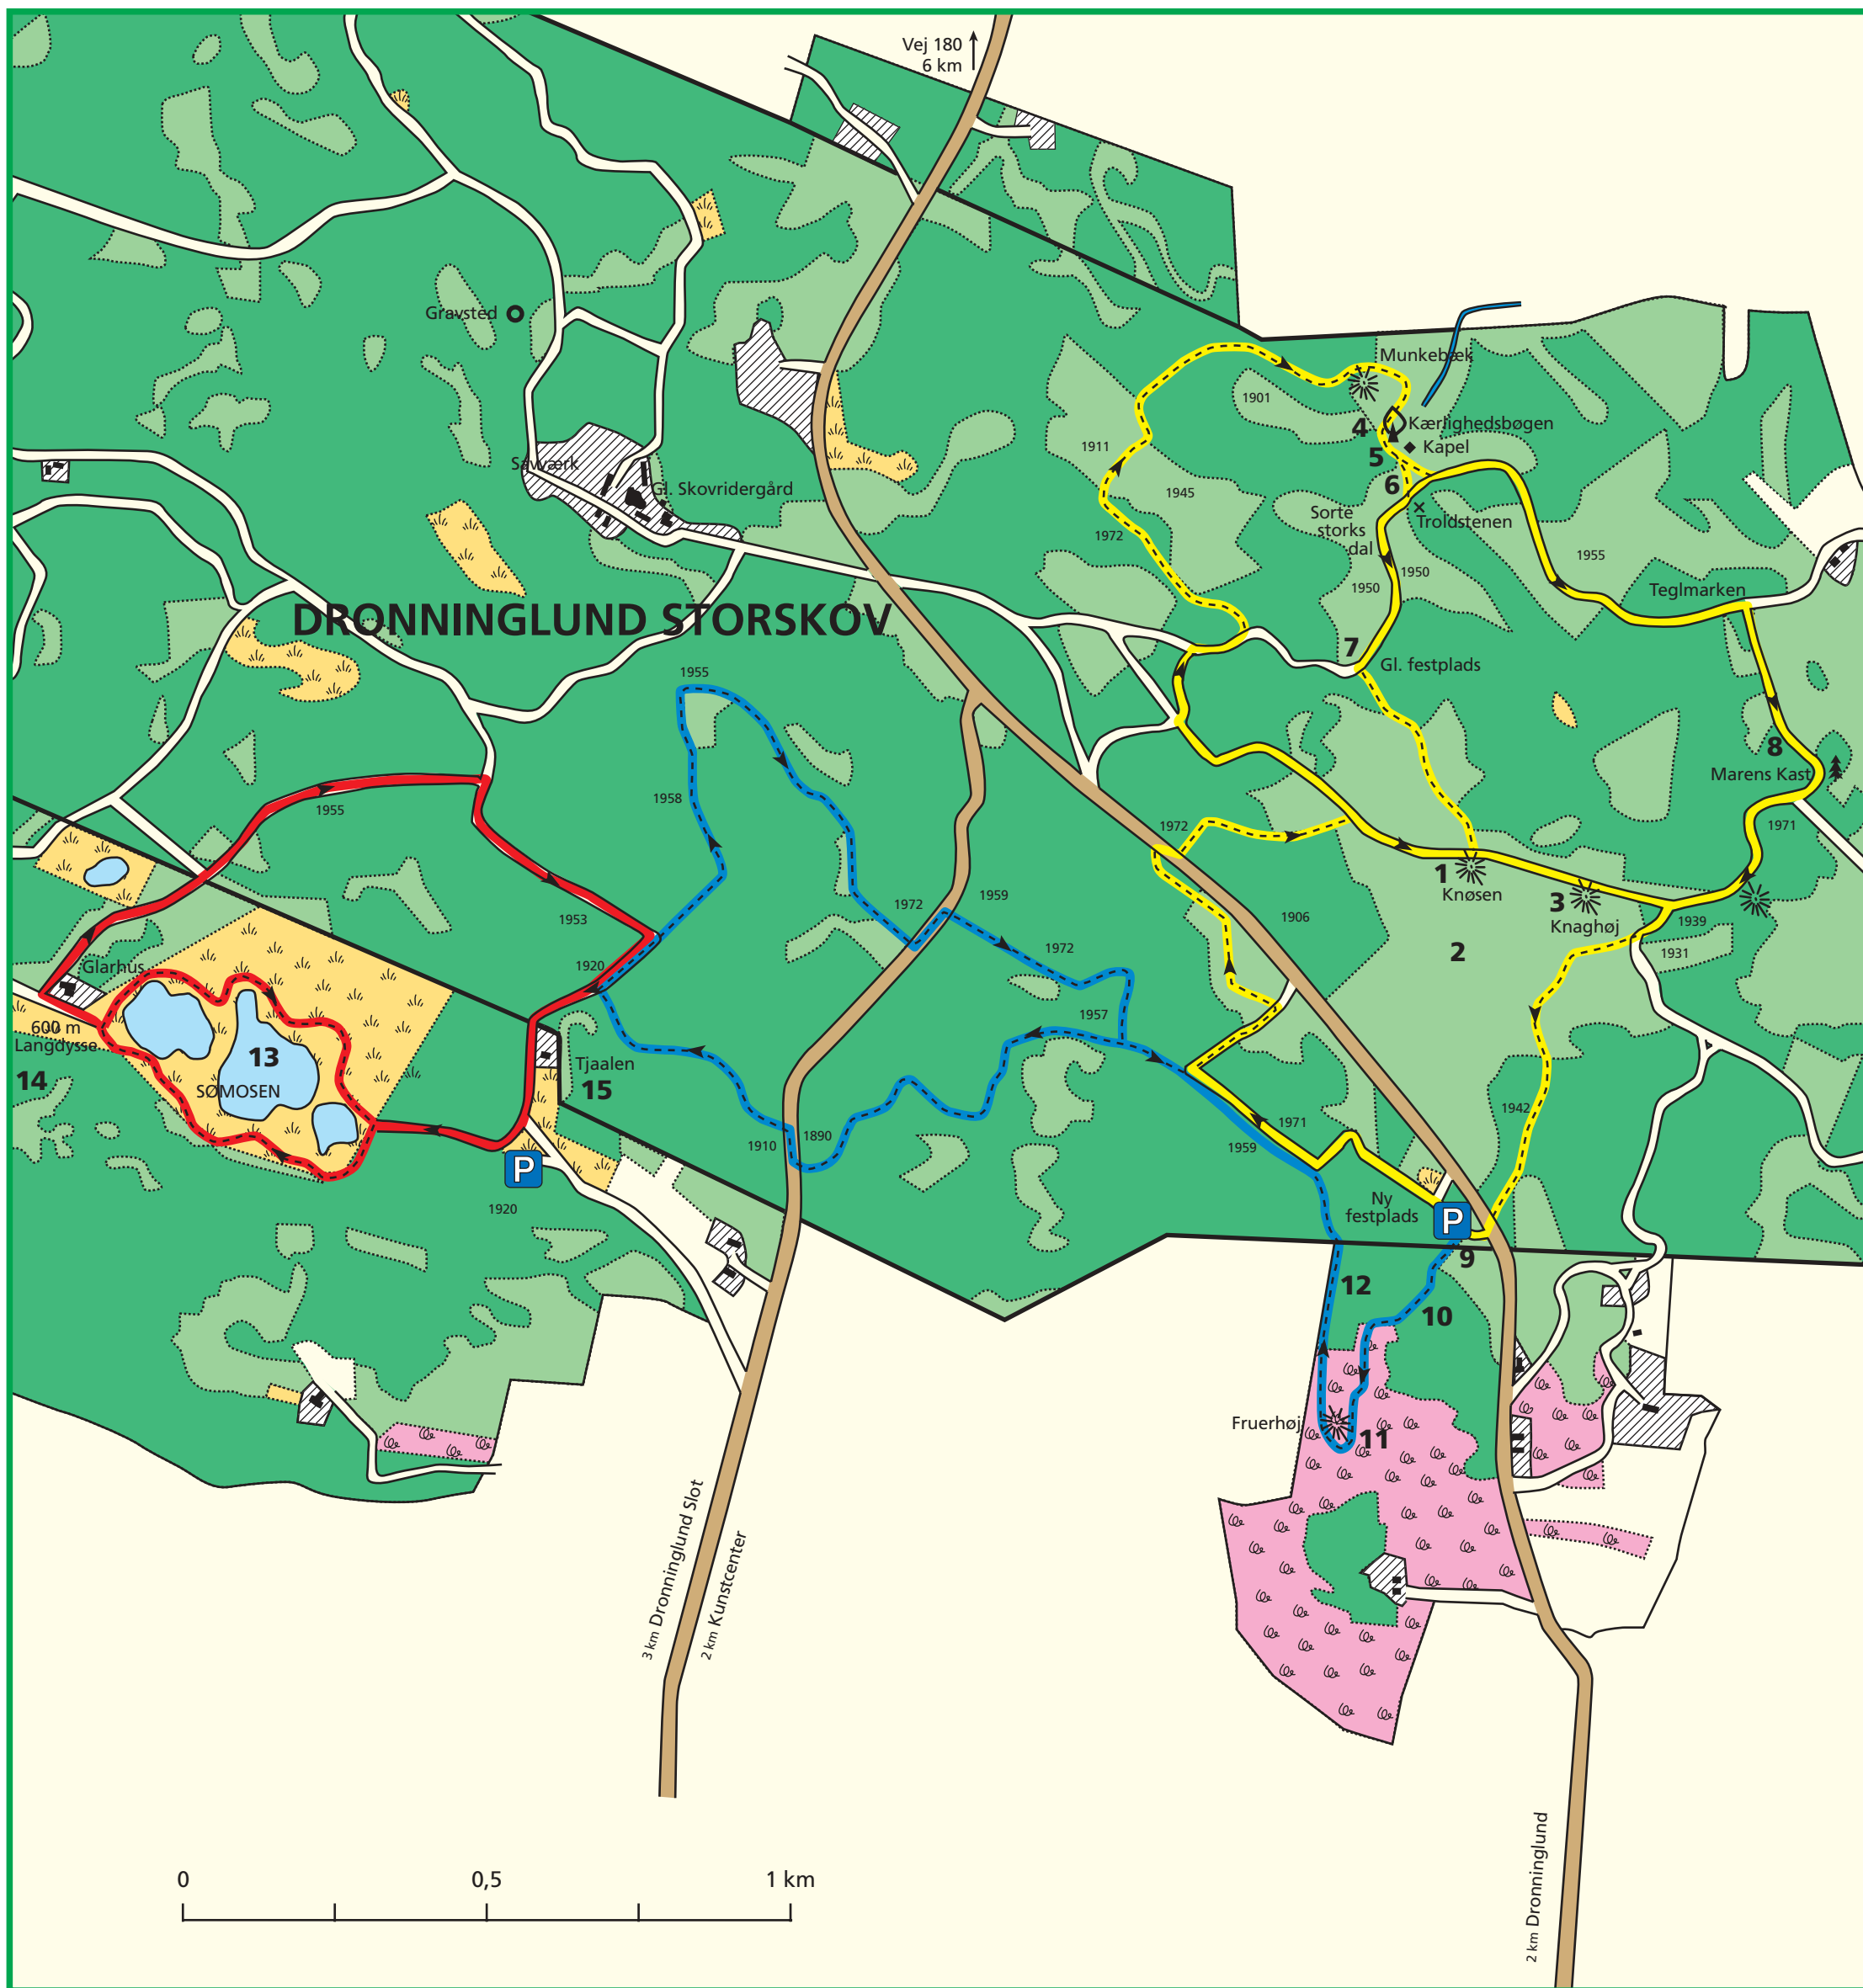 Vej 180
6 km
Gravsted
Munkebæk
1901
4
Kærlighedsbøgen
1911
5
Kapel
Savværk
6
Gl. Skovridergård
1945
Sorte
storks
dal
Troldstenen
1972
1955
1950
1950
Teglmarken
DRONNINGLUND STORSKOV
7
Gl. festplads
1955
8
Marens Kast
1958
1955
1972
1971
1
Knøsen
3
Knaghøj
1959
1972
1953
1906
1939
1972
2
1931
1920
Glarhus
600 m
Langdysse
1957
13
SØMOSEN
14
Tjaalen
15
1942
1971
1890
1910
1959
P
1920
Ny
festplads
P
9
12
10
Fruerhøj
11
3 km Dronninglund Slot
2 km Kunstcenter
2 km Dronninglund
0
0,5
1 km